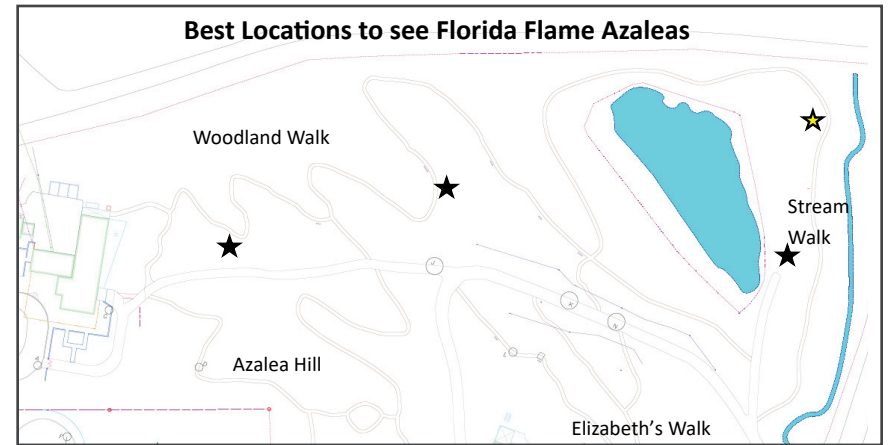 Best Locations to see Florida Flame Azaleas
Woodland Walk
Stream
Walk
Azalea Hill
Elizabeth's Walk